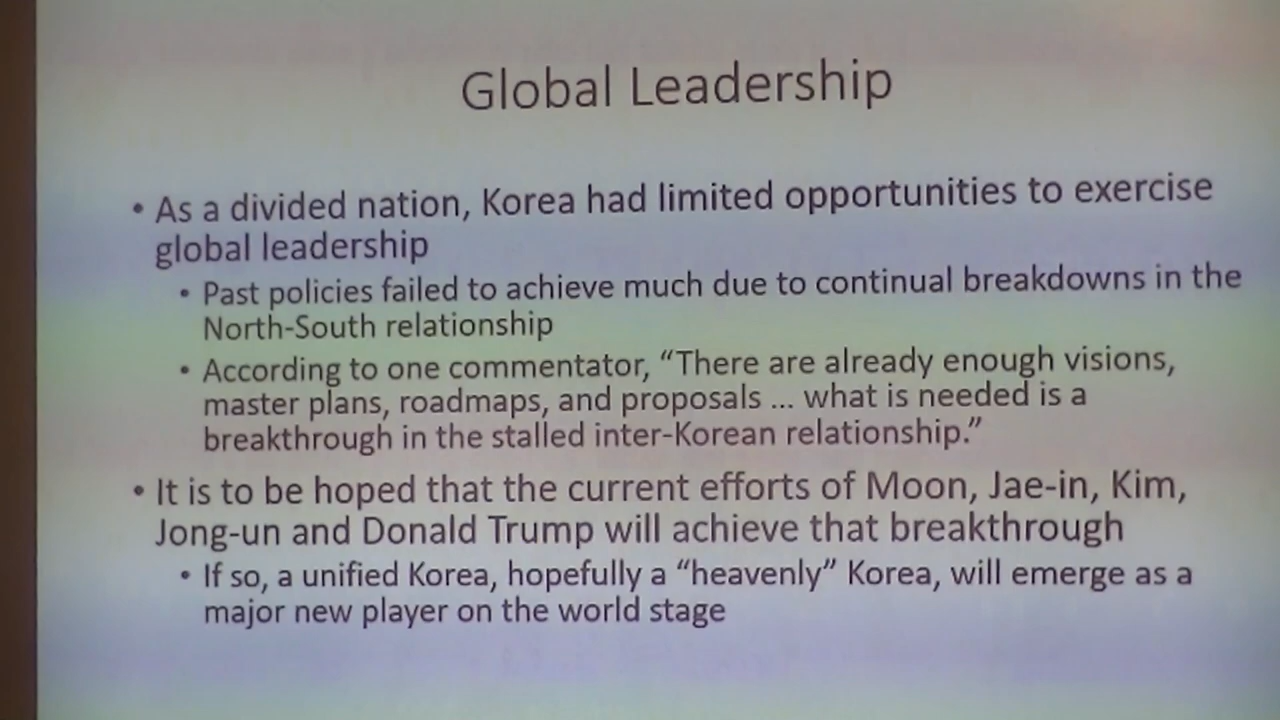 Global Leadership
• As a divided nation, Korea had limited opportunities to exercise
global leadership
• Past policies failed to achieve much due to continual breakdowns in the
North-South relationship
• According to one commentator, “There are already enough visions,
master plans, roadmaps, and proposals ... what is needed is a
breakthrough in the stalled inter-Korean relationship.”
• It is to be hoped that the current efforts of Moon, Jae-in, Kim,
Jong-un and Donald Trump will achieve that breakthrough
• If so, a unified Korea, hopefully a “heavenly” Korea, will emerge as a
major new player on the world stage